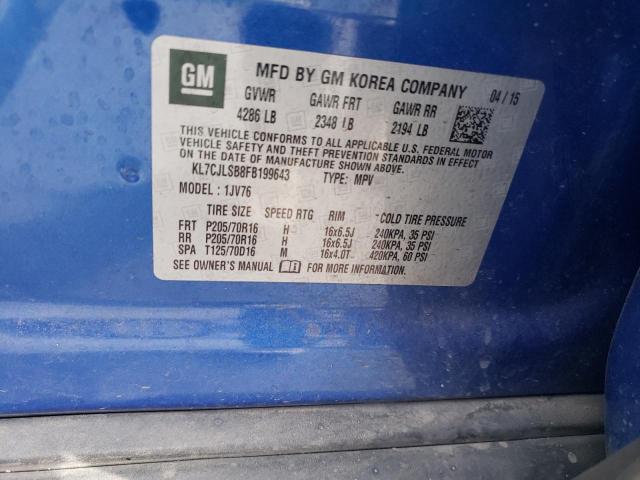 GM
MFD BY GM KOREA COMPANY 04/15
GVWR GAWR FRT GAWR RR
4286 LB 2348 LB 2194 LB
THIS VEHICLE CONFORMS TO ALL APPLICABLE U.S. FEDERAL MOTOR
VEHICLE SAFETY AND THEFT PREVENTION STANDARDS IN EFFECT
ON THE DATE OF MANUFACTURE SHOWN ABOVE.
KL7CJLSB8FB199643 TYPE: MPV
MODEL: 1JV76
TIRE SIZE SPEED RTG RIM COLD TIRE PRESSURE
FRT P205/70R16 H 16x6.5J 240KPA, 35 PSI
RR P205/70R16 H 16x6.5J 240KPA, 35 PSI
SPA T125/70D16 M 16x4.0T 420KPA, 60 PSI
SEE OWNER'S MANUAL FOR MORE INFORMATION.